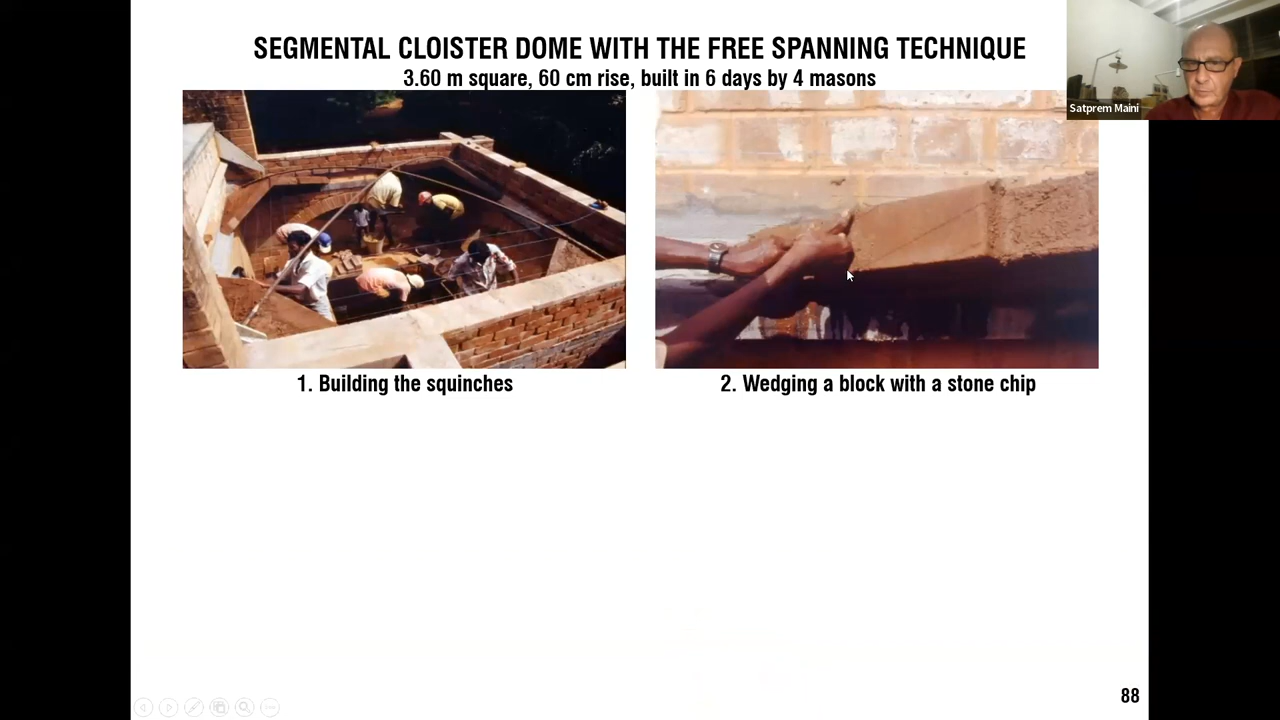 SEGMENTAL CLOISTER DOME WITH THE FREE SPANNING TECHNIQUE
3.60 m square, 60 cm rise, built in 6 days by 4 masons
Satprem Maini
1. Building the squinches
2. Wedging a block with a stone chip
88